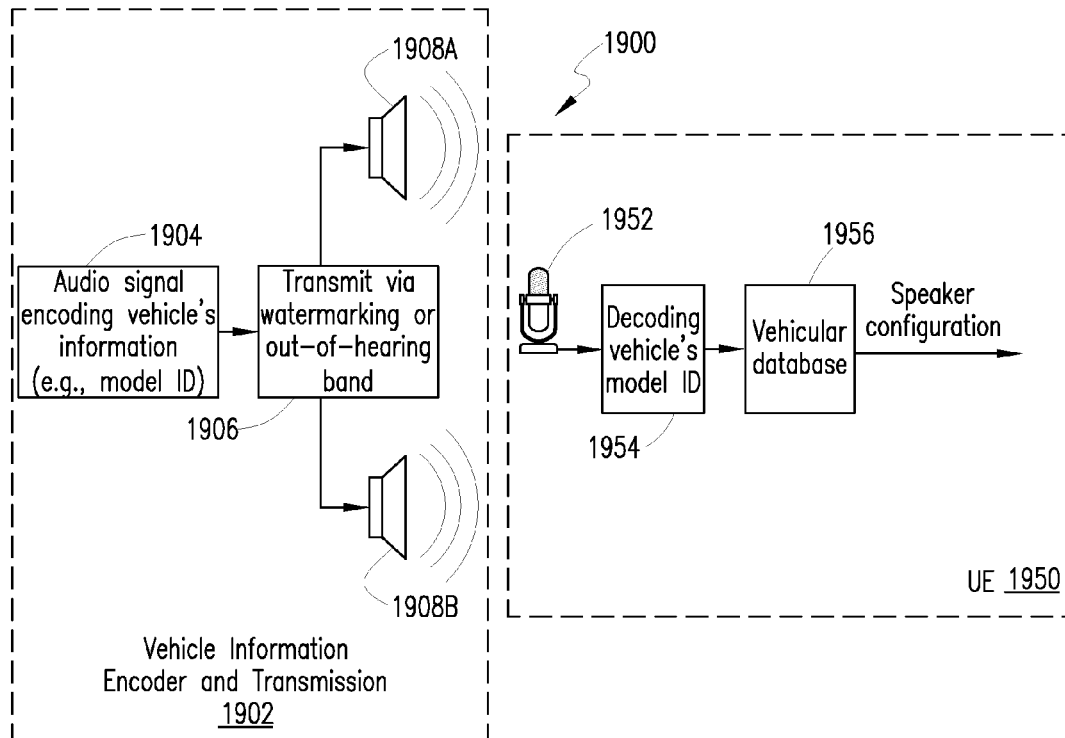 1908A
1900
1904
Audio signal
encoding vehicle's
information
(e.g., model ID)
Transmit via
watermarking or
out-of-hearing
band
1906
1908B
Vehicle Information
Encoder and Transmission
1902
1952
Decoding
vehicle's
model ID
1954
1956
Vehicular
database
Speaker
configuration
UE 1950